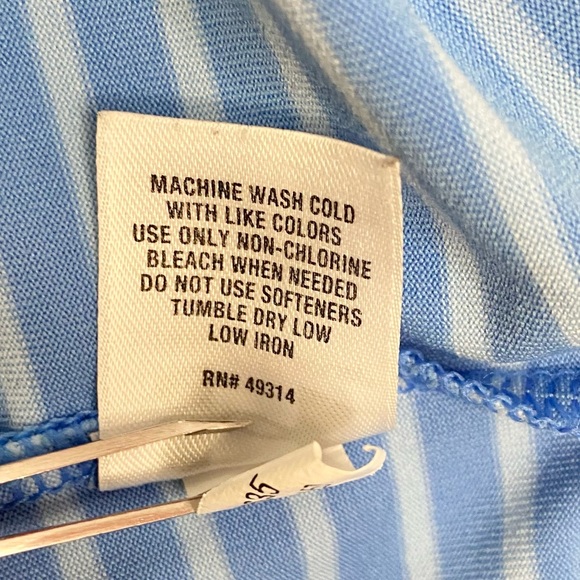 MACHINE WASH COLD
WITH LIKE COLORS
USE ONLY NON-CHLORINE
BLEACH WHEN NEEDED
DO NOT USE SOFTENERS
TUMBLE DRY LOW
LOW IRON
RN# 49314